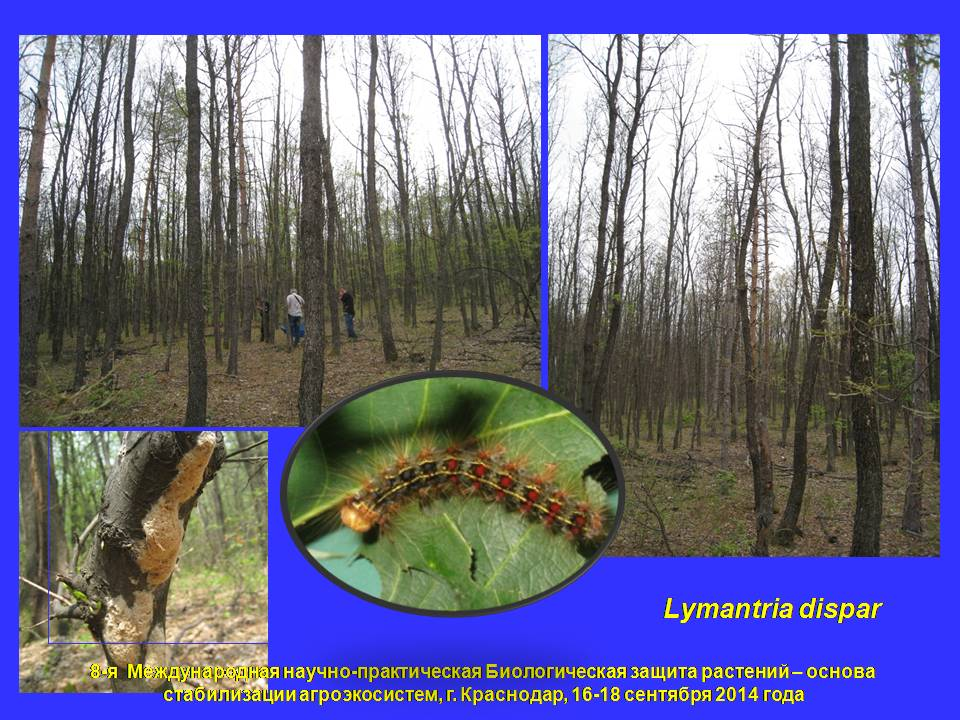 Lymantria dispar
8-я Международная научно-практическая Биологическая защита растений – основа
стабилизации агроэкосистем, г. Краснодар, 16-18 сентября 2014 года